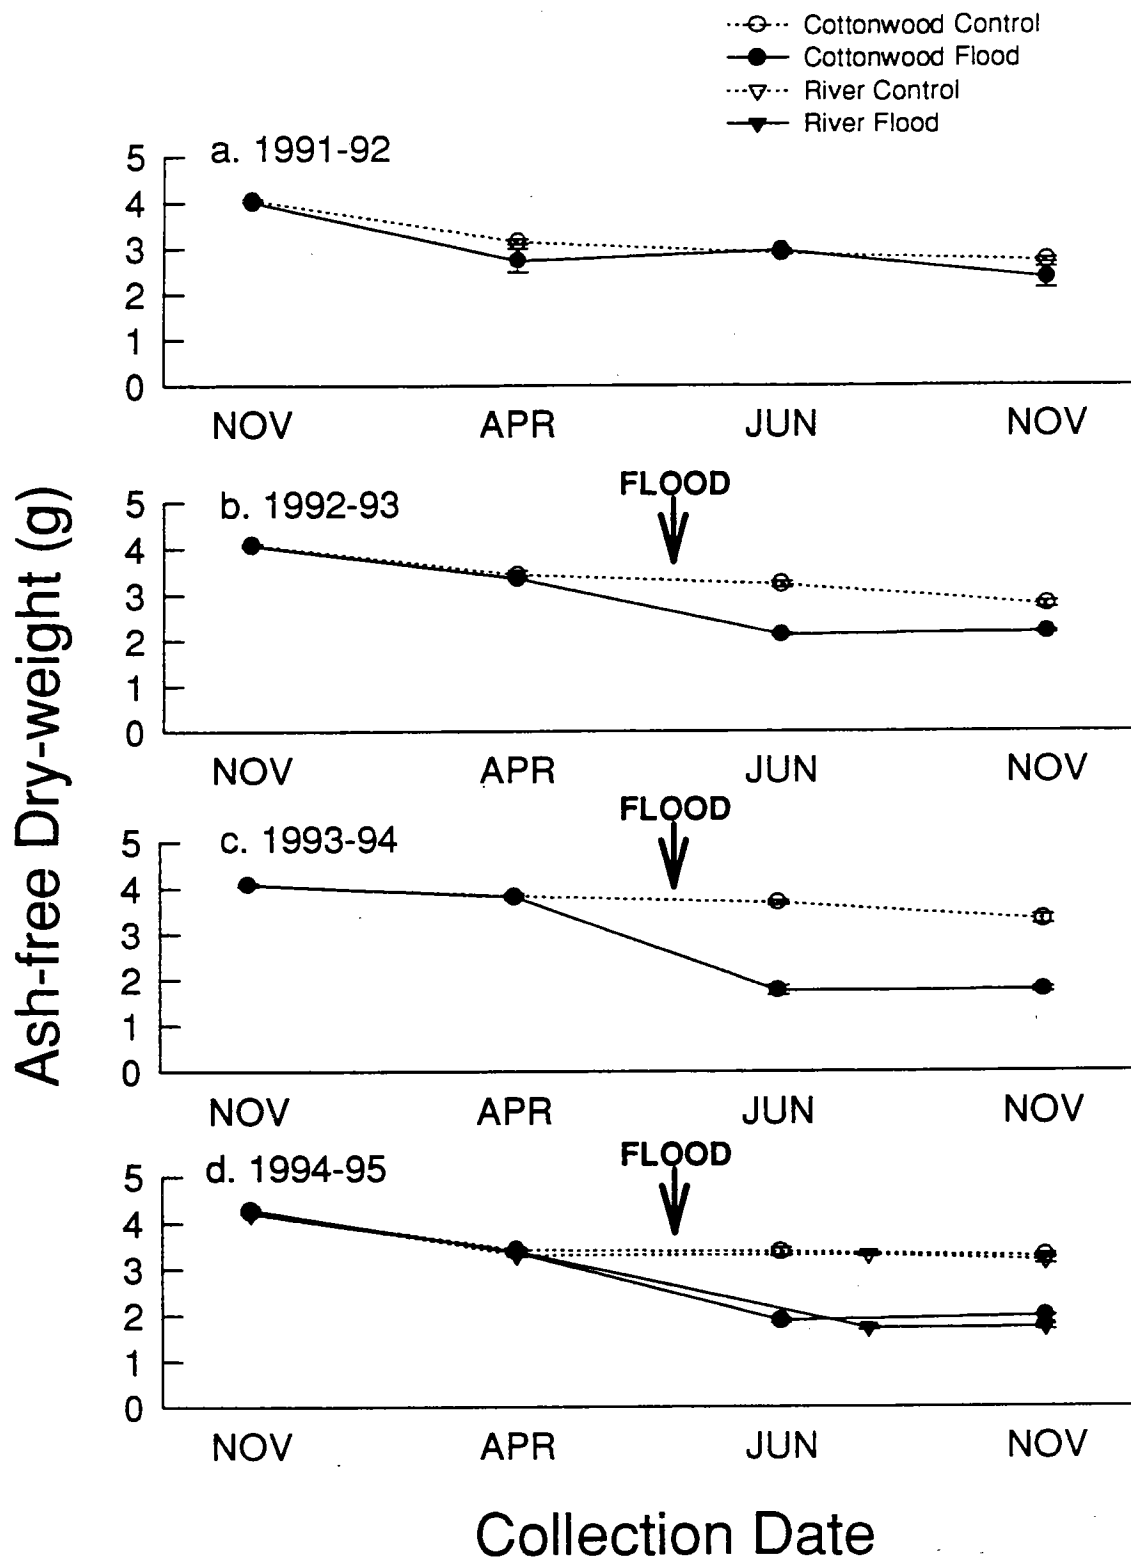 Cottonwood Control
Cottonwood Flood
River Control
River Flood
a. 1991-92
5
4
3
2
1
0
NOV APR JUN NOV
FLOOD
b. 1992-93
5
4
3
2
1
0
NOV APR JUN NOV
FLOOD
c. 1993-94
5
4
3
2
1
0
NOV APR JUN NOV
FLOOD
d. 1994-95
5
4
3
2
1
0
NOV APR JUN NOV
Ash-free Dry-weight (g)
Collection Date